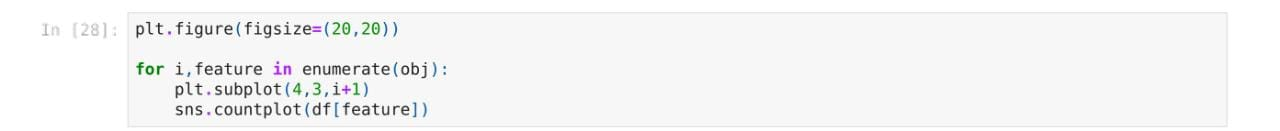 In [28]: plt.figure(figsize=(20,20))
for i,feature in enumerate(obj):
    plt.subplot(4,3,i+1)
    sns.countplot(df[feature])